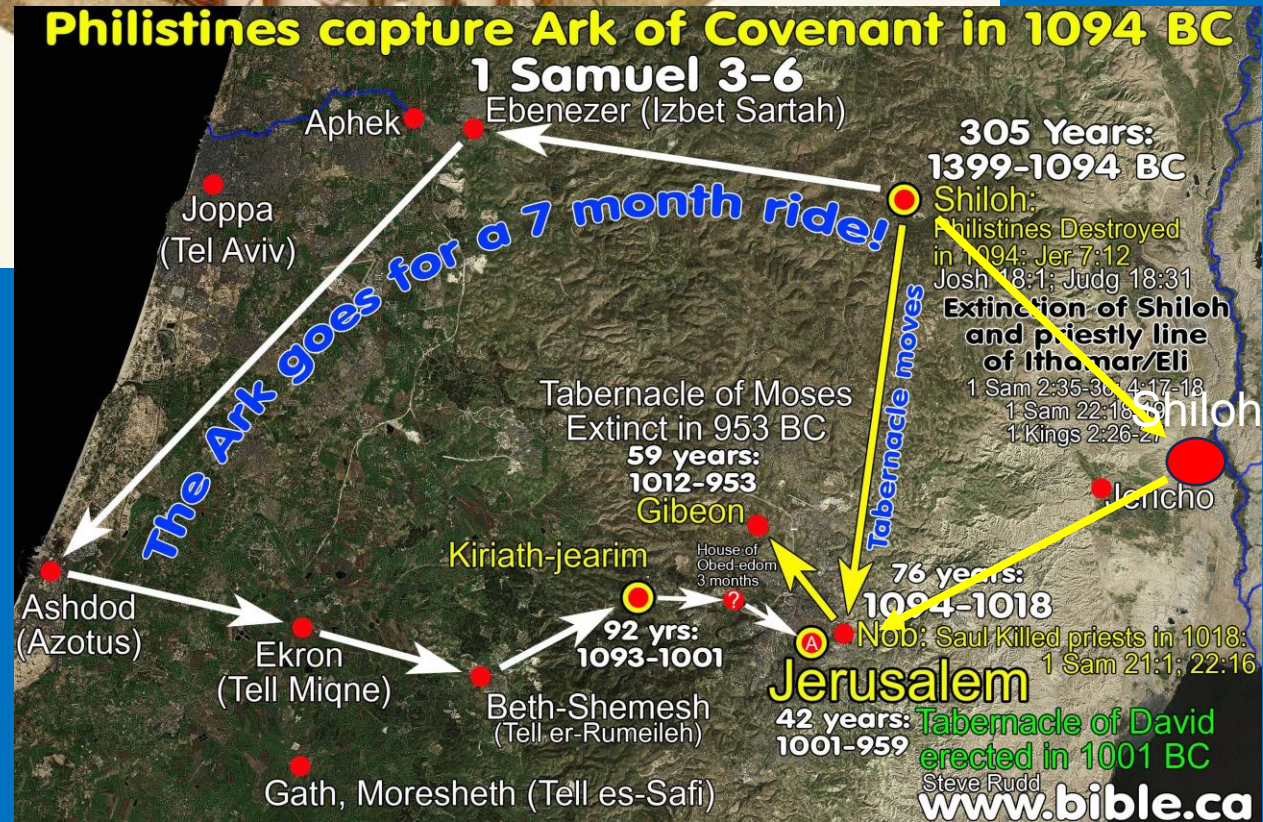 Philistines capture Ark of Covenant in 1094 BC
1 Samuel 3-6
Aphek
Ebenezer (Izbet Sartah)
Joppa
(Tel Aviv)
The Ark goes for a 7 month ride!
305 Years:
1399-1094 BC
Shiloh:
Philistines Destroyed
in 1094: Jer 7:12
Josh 18:1; Judg 18:31
Extinction of Shiloh
and priestly line
of Ithamar/Eli
1 Sam 2:35-36; 4:17-18
1 Sam 22:18-19
1 Kings 2:26-27
Shiloh
Jericho
Tabernacle moves
Tabernacle of Moses
Extinct in 953 BC
59 years:
1012-953
Gibeon
Kiriath-jearim
House of
Obed-edom
3 months
?
92 yrs:
1093-1001
Ashdod
(Azotus)
Ekron
(Tell Miqne)
Beth-Shemesh
(Tell er-Rumeileh)
Gath, Moresheth (Tell es-Safi)
76 years:
1094-1018
A
Nob: Saul Killed priests in 1018:
1 Sam 21:1; 22:16
Jerusalem
42 years:
1001-959
Tabernacle of David
erected in 1001 BC
Steve Rudd
www.bible.ca